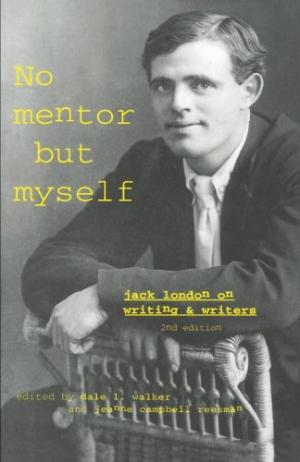 No
mentor
but
myself
jack london on
writing & writers
2nd edition
edited by dale l. walker
and jeanne campbell reesman